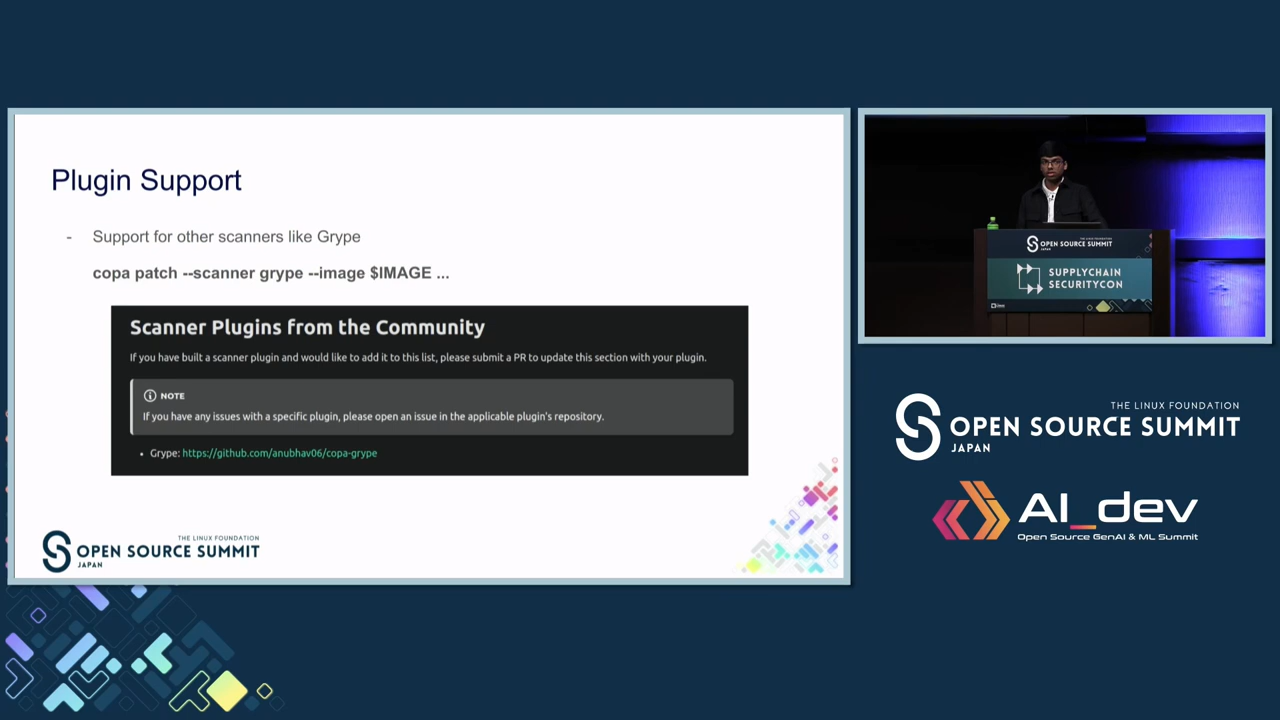 Plugin Support
- Support for other scanners like Grype
copa patch --scanner grype --image $IMAGE ...
Scanner Plugins from the Community
If you have built a scanner plugin and would like to add it to this list, please submit a PR to update this section with your plugin.
NOTE
If you have any issues with a specific plugin, please open an issue in the applicable plugin's repository.
• Grype: https://github.com/anubhav06/copa-grype
THE LINUX FOUNDATION
OPEN SOURCE SUMMIT
JAPAN
OPEN SOURCE SUMMIT
SUPPLYCHAIN
SECURITYCON
THE LINUX FOUNDATION
OPEN SOURCE SUMMIT
JAPAN
AI_dev
Open Source GenAI & ML Summit